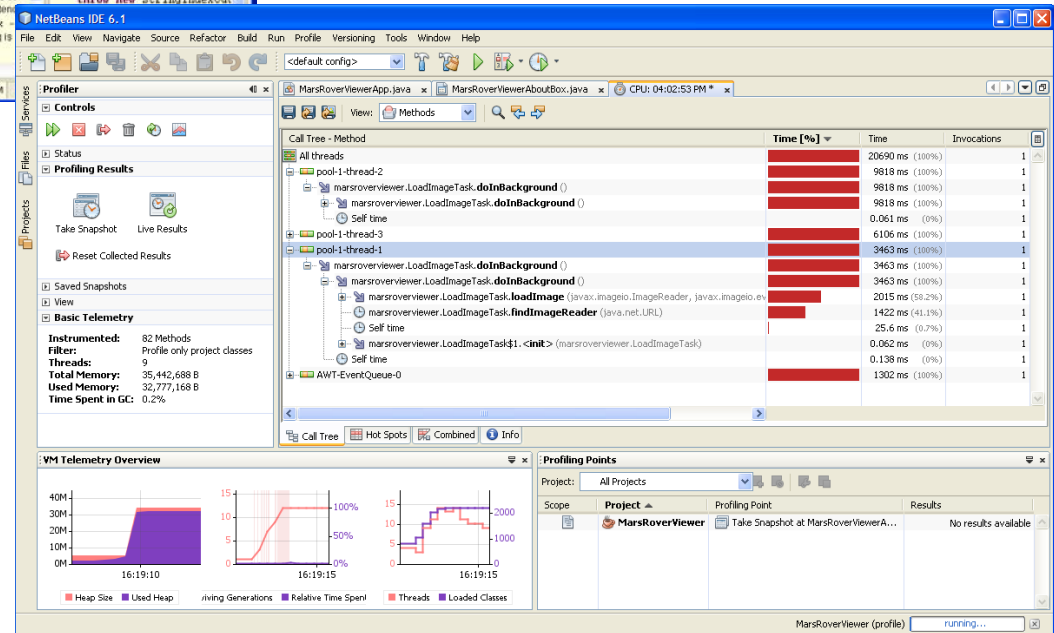 throw new StringIndexOut
NetBeans IDE 6.1
File Edit View Navigate Source Refactor Build Run Profile Versioning Tools Window Help
<default config>
Services
Files
Projects
Profiler
Controls
Status
Profiling Results
Take Snapshot Live Results
Reset Collected Results
Saved Snapshots
View
Basic Telemetry
Instrumented: 82 Methods
Filter: Profile only project classes
Threads: 9
Total Memory: 35,442,688 B
Used Memory: 32,777,168 B
Time Spent in GC: 0.2%
MarsRoverViewerApp.java x MarsRoverViewerAboutBox.java x CPU: 04:02:53 PM * x
View: Methods
Call Tree - Method Time [%] Time Invocations
All threads 20690 ms (100%) 1
pool-1-thread-2 9818 ms (100%) 1
marsroverviewer.LoadImageTask.doInBackground () 9818 ms (100%) 1
marsroverviewer.LoadImageTask.doInBackground () 9818 ms (100%) 1
Self time 0.061 ms (0%) 1
pool-1-thread-3 6106 ms (100%) 1
pool-1-thread-1 3463 ms (100%) 1
marsroverviewer.LoadImageTask.doInBackground () 3463 ms (100%) 1
marsroverviewer.LoadImageTask.doInBackground () 3463 ms (100%) 1
marsroverviewer.LoadImageTask.loadImage (javax.imageio.ImageReader, javax.imageio.ev 2015 ms (58.2%) 1
marsroverviewer.LoadImageTask.findImageReader (java.net.URL) 1422 ms (41.1%) 1
Self time 25.6 ms (0.7%) 1
marsroverviewer.LoadImageTask$1.<init> (marsroverviewer.LoadImageTask) 0.062 ms (0%) 1
Self time 0.138 ms (0%) 1
AWT-EventQueue-0 1302 ms (100%) 1
Call Tree Hot Spots Combined Info
VM Telemetry Overview
40M
30M
20M
10M
0M
16:19:10
Heap Size Used Heap
15
10
5
0
100%
50%
0%
16:19:15
viving Generations Relative Time Spent
15
10
5
0
2000
1000
0
16:19:15
Threads Loaded Classes
Profiling Points
Project: All Projects
Scope Project Profiling Point Results
MarsRoverViewer Take Snapshot at MarsRoverViewerA... No results available
MarsRoverViewer (profile) running...